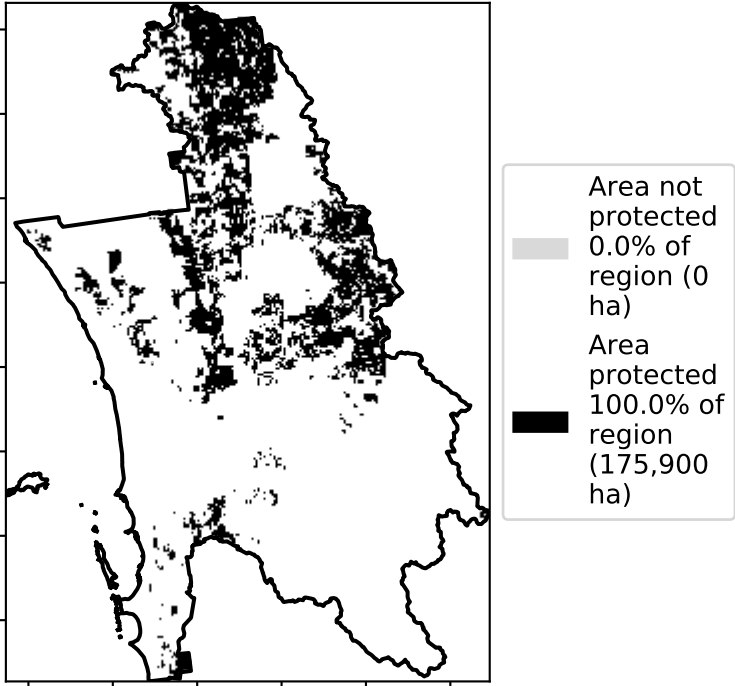 Area not
protected
0.0% of
region (0
ha)
Area
protected
100.0% of
region
(175,900
ha)